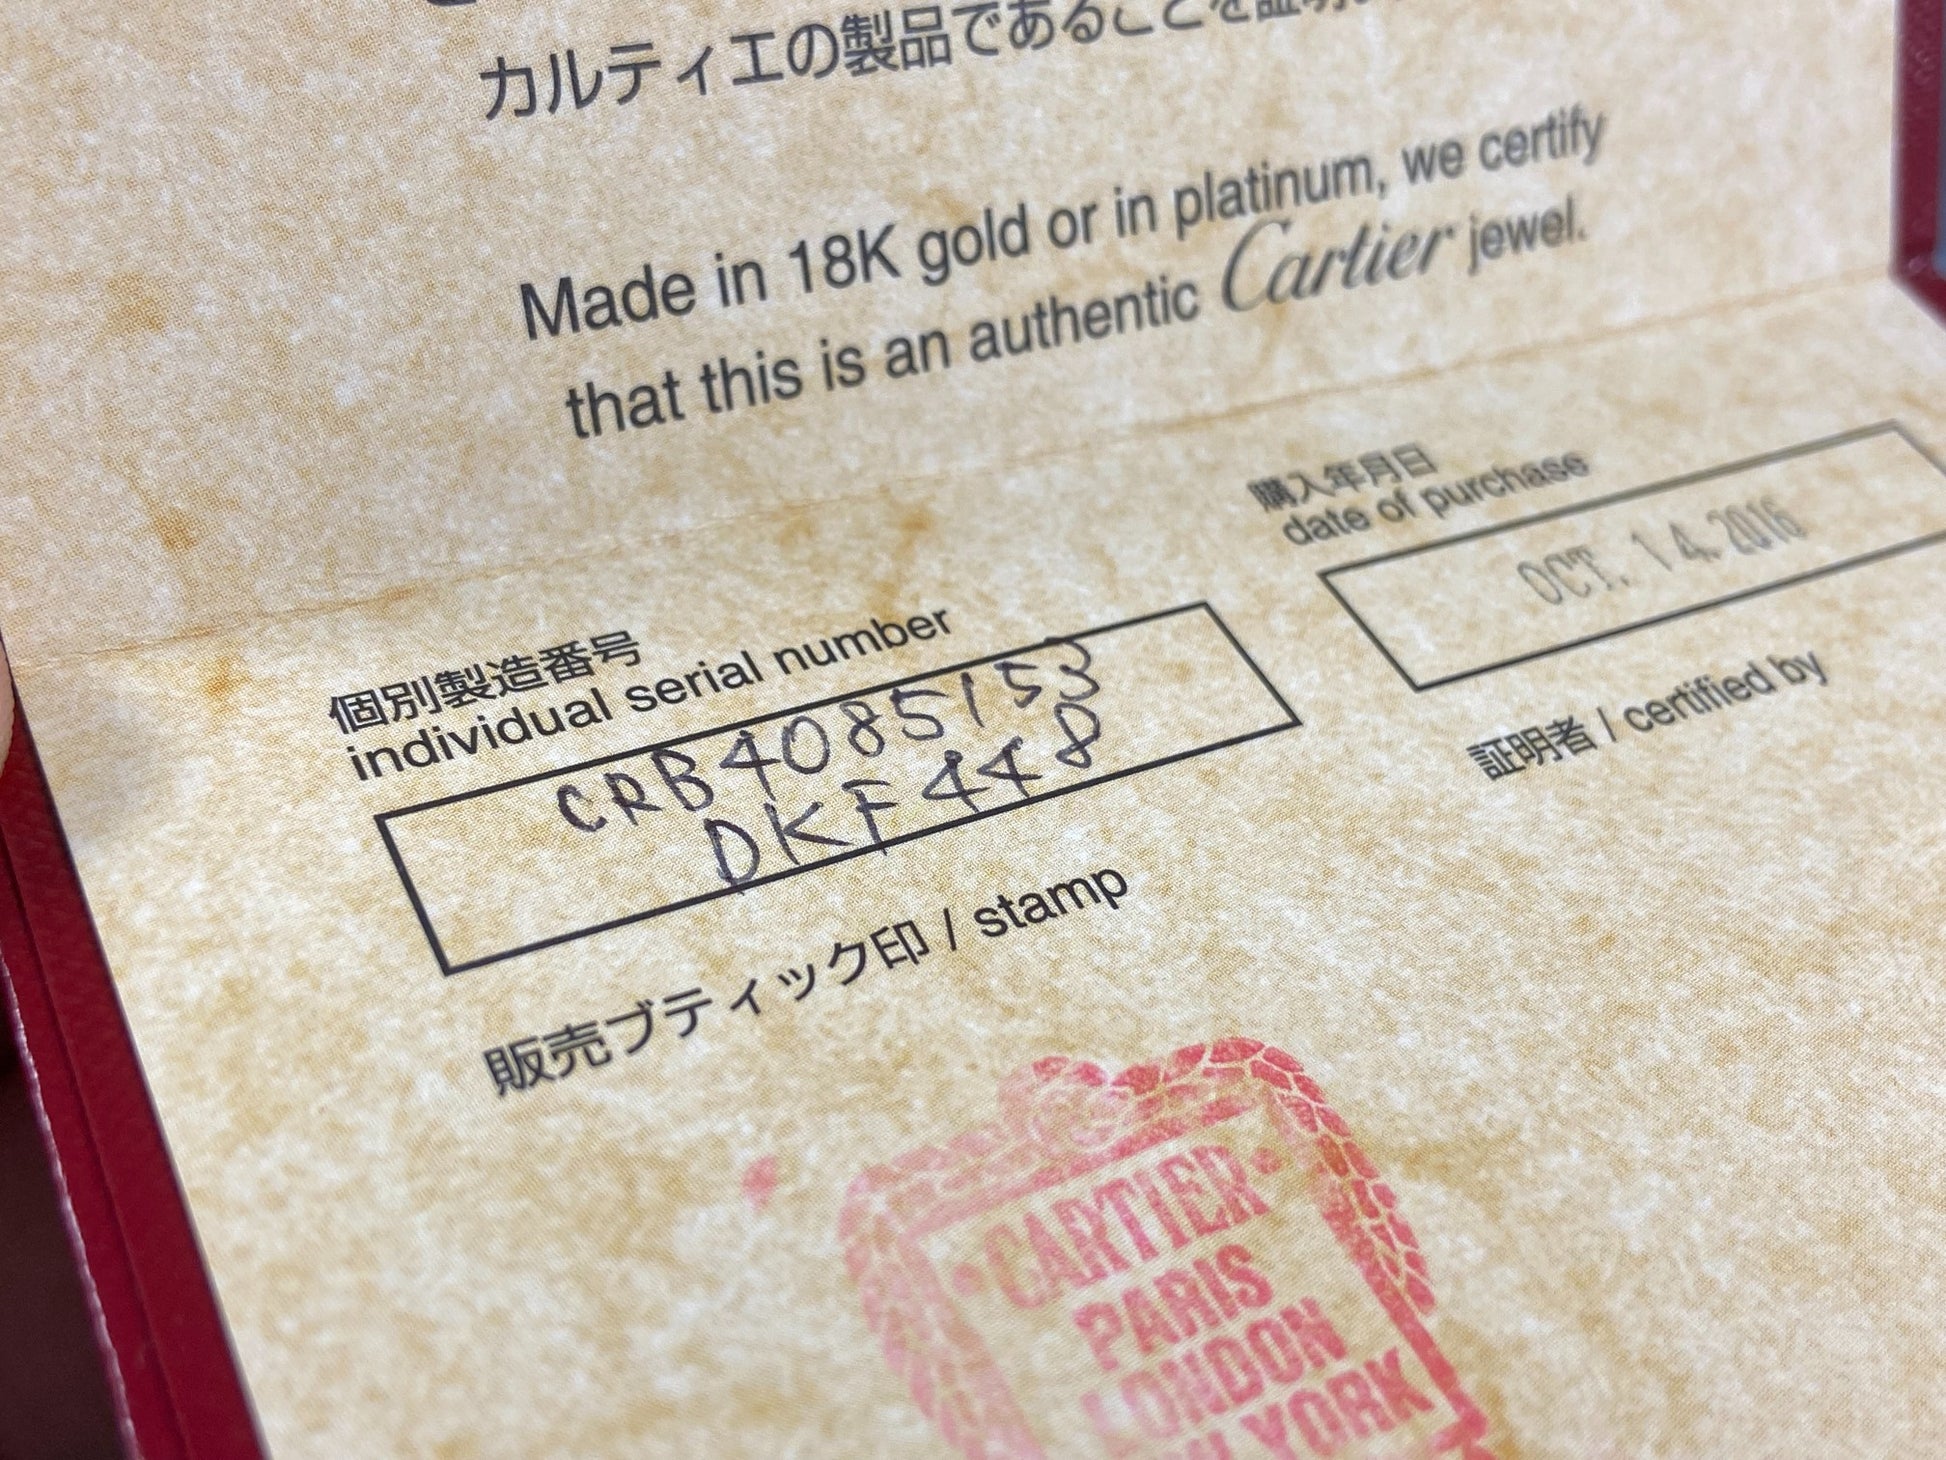 カルティエの製品であることを証明
Made in 18K gold or in platinum, we certify
that this is an authentic Cartier jewel.
購入年月日
date of purchase
OCT. 14. 2016
個別製造番号
individual serial number
CRB4085153
DKF448
証明者 / certified by
販売ブティック印 / stamp
CARTIER
PARIS
LONDON
YORK